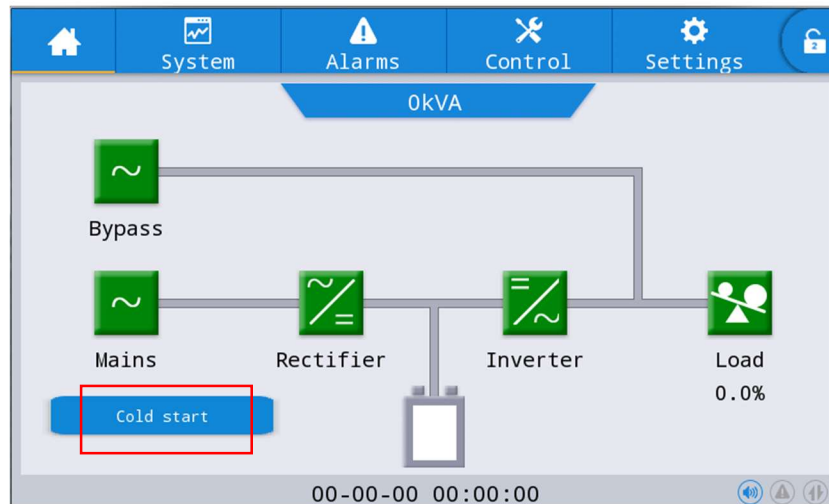 System Alarms Control Settings 2
0kVA
Bypass
Mains Rectifier Inverter Load
0.0%
Cold start
00-00-00 00:00:00